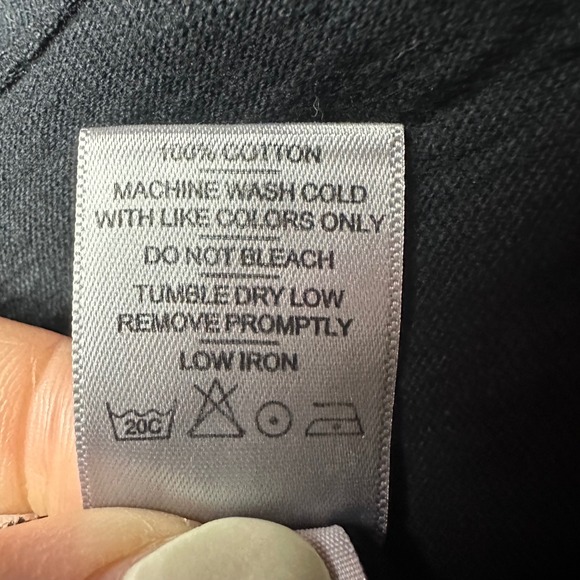 100% COTTON
MACHINE WASH COLD
WITH LIKE COLORS ONLY
DO NOT BLEACH
TUMBLE DRY LOW
REMOVE PROMPTLY
LOW IRON
20C